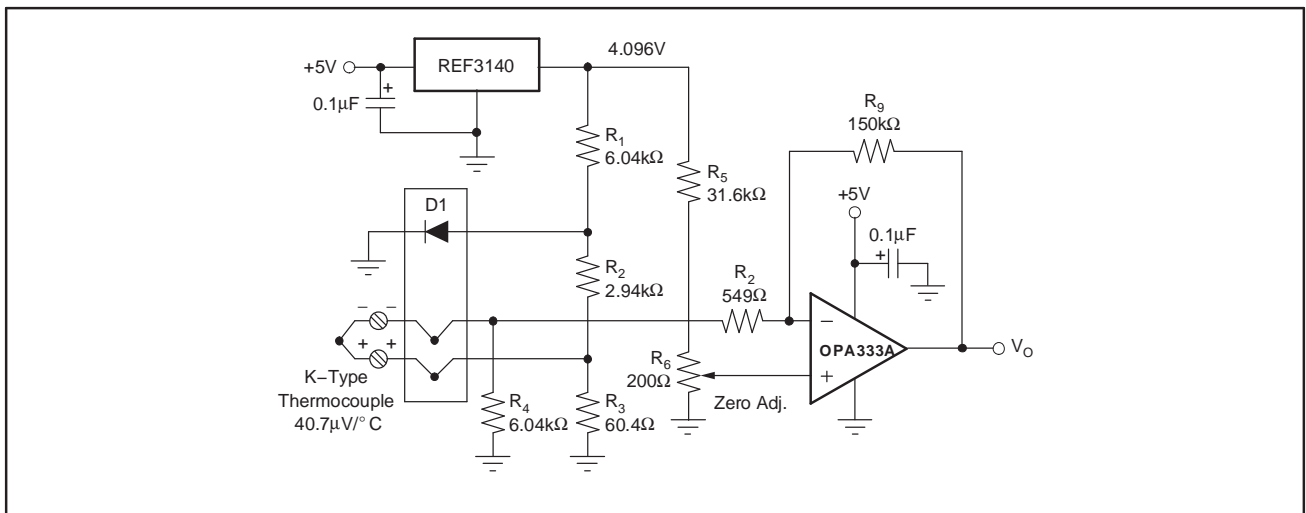 4.096V
+5V
REF3140
+
0.1μF
R1
6.04kΩ
R5
31.6kΩ
R9
150kΩ
+5V
0.1μF
+
D1
R2
2.94kΩ
R2
549Ω
− −
+ +
K−Type
Thermocouple
40.7μV/°C
R4
6.04kΩ
R3
60.4Ω
R6
200Ω
Zero Adj.
−
OPA333A
+
VO